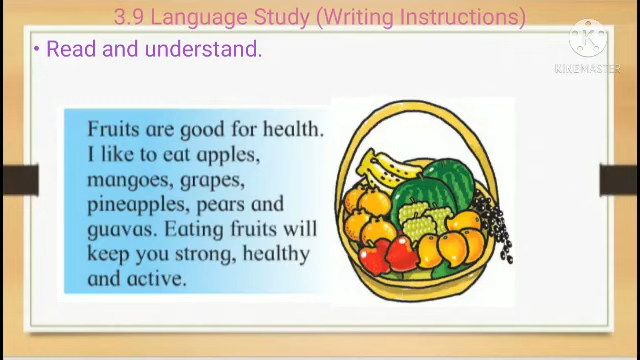 3.9 Language Study (Writing Instructions)
• Read and understand.
KINEMASTER
Fruits are good for health.
I like to eat apples,
mangoes, grapes,
pineapples, pears and
guavas. Eating fruits will
keep you strong, healthy
and active.